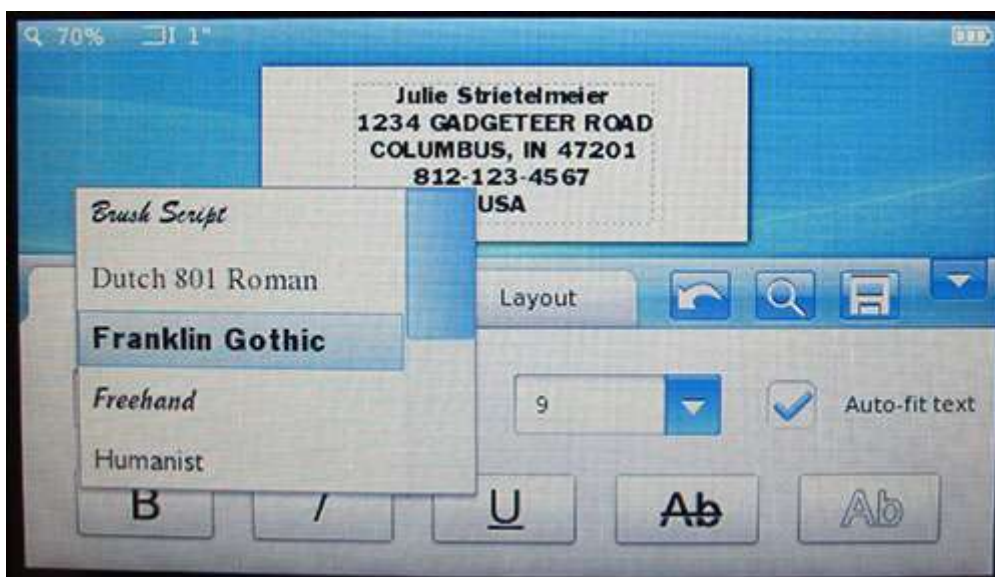 70% 1"
Julie Strietelmeier
1234 GADGETEER ROAD
COLUMBUS, IN 47201
812-123-4567
USA
Brush Script
Dutch 801 Roman
Franklin Gothic
Freehand
Humanist
Layout
9
Auto-fit text
B I U Ab Ab